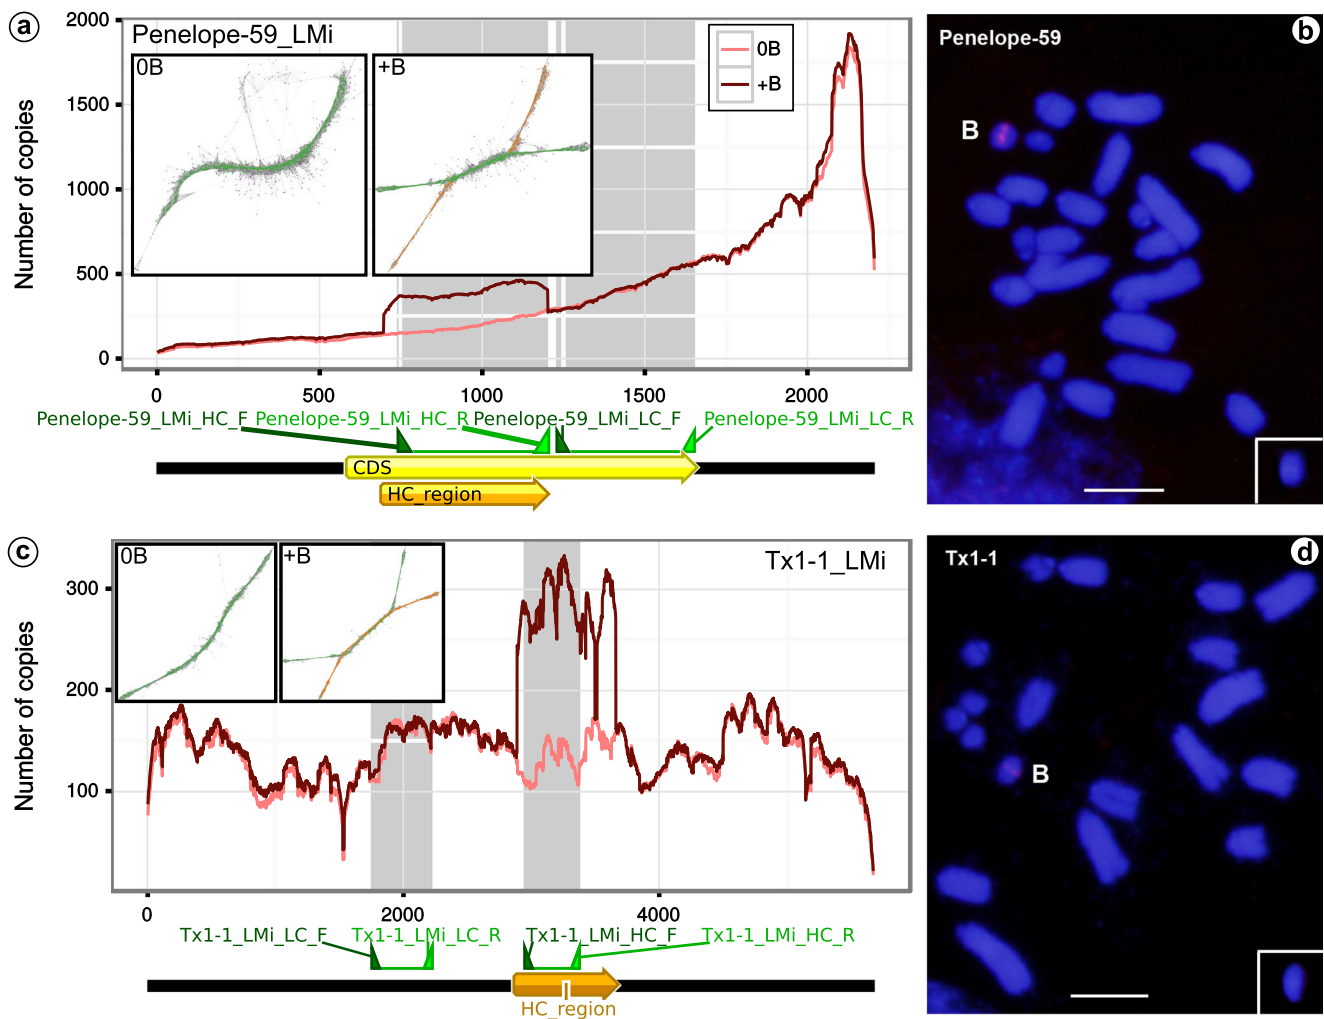 a
Penelope-59_LMi
0B
+B
0B
+B
Number of copies
2000
1500
1000
500
0
0
500
1000
1500
2000
Penelope-59_LMi_HC_F
Penelope-59_LMi_HC_R
Penelope-59_LMi_LC_F
Penelope-59_LMi_LC_R
CDS
HC_region
b
Penelope-59
B
c
0B
+B
Tx1-1_LMi
Number of copies
300
200
100
0
2000
4000
Tx1-1_LMi_LC_F
Tx1-1_LMi_LC_R
Tx1-1_LMi_HC_F
Tx1-1_LMi_HC_R
HC_region
d
Tx1-1
B